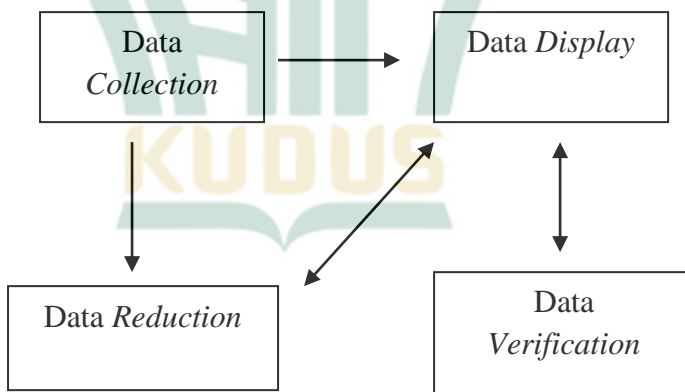 Data
Collection
Data Display
KUDUS
Data Reduction
Data
Verification